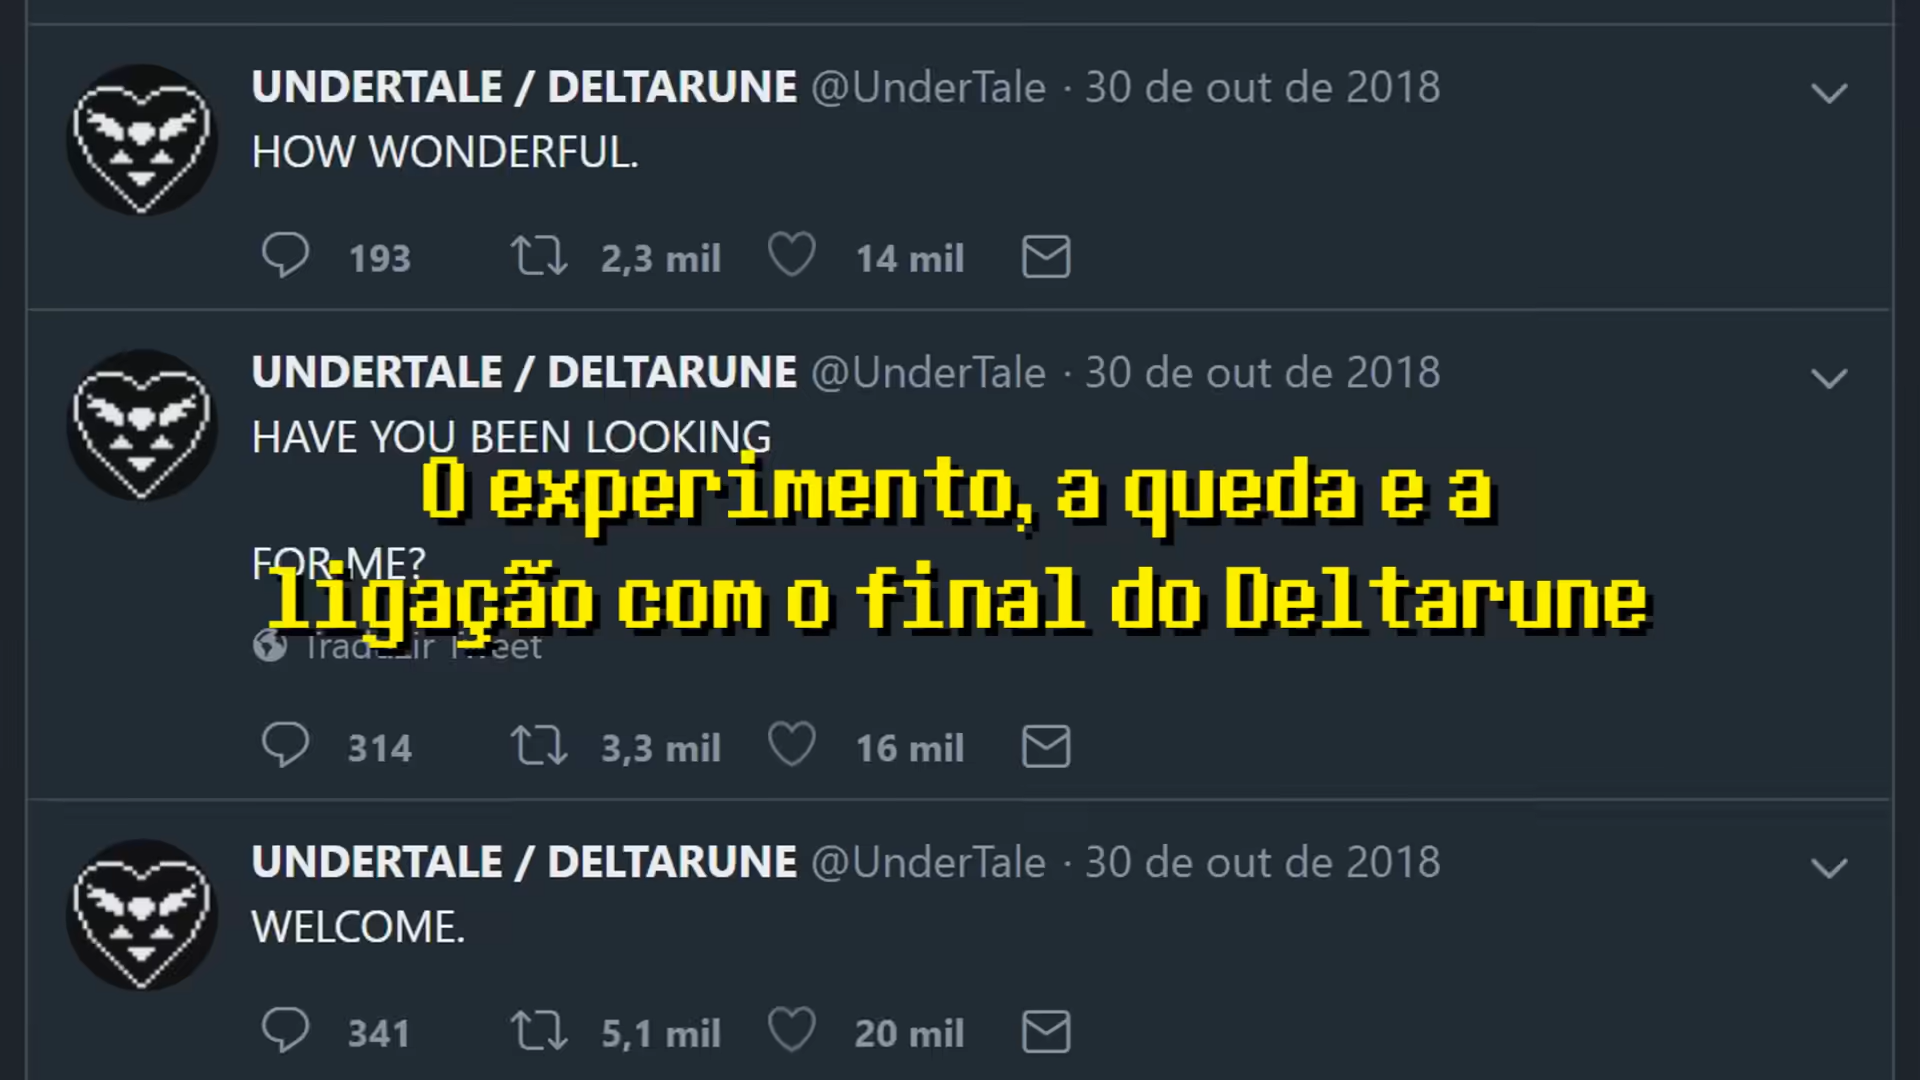 UNDERTALE / DELTARUNE @UnderTale · 30 de out de 2018
HOW WONDERFUL.
193 2,3 mil 14 mil
UNDERTALE / DELTARUNE @UnderTale · 30 de out de 2018
HAVE YOU BEEN LOOKING
O experimento, a queda e a
FOR ME?
ligação com o final do Deltarune
Traduzir Tweet
314 3,3 mil 16 mil
UNDERTALE / DELTARUNE @UnderTale · 30 de out de 2018
WELCOME.
341 5,1 mil 20 mil